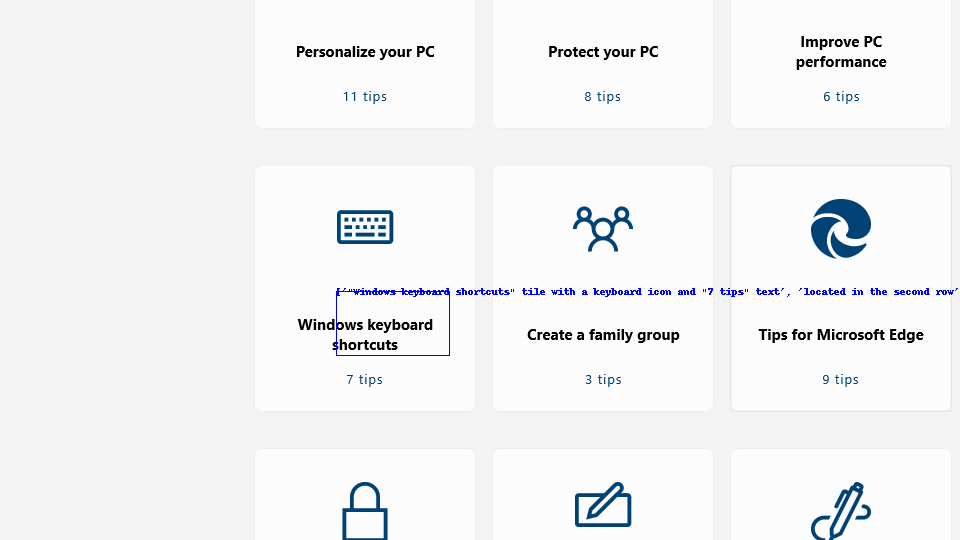 Personalize your PC
Protect your PC
Improve PC
performance
11 tips
8 tips
6 tips
['"Windows keyboard shortcuts" tile with a keyboard icon and "7 tips" text', 'located in the second row'
Windows keyboard
shortcuts
Create a family group
Tips for Microsoft Edge
7 tips
3 tips
9 tips